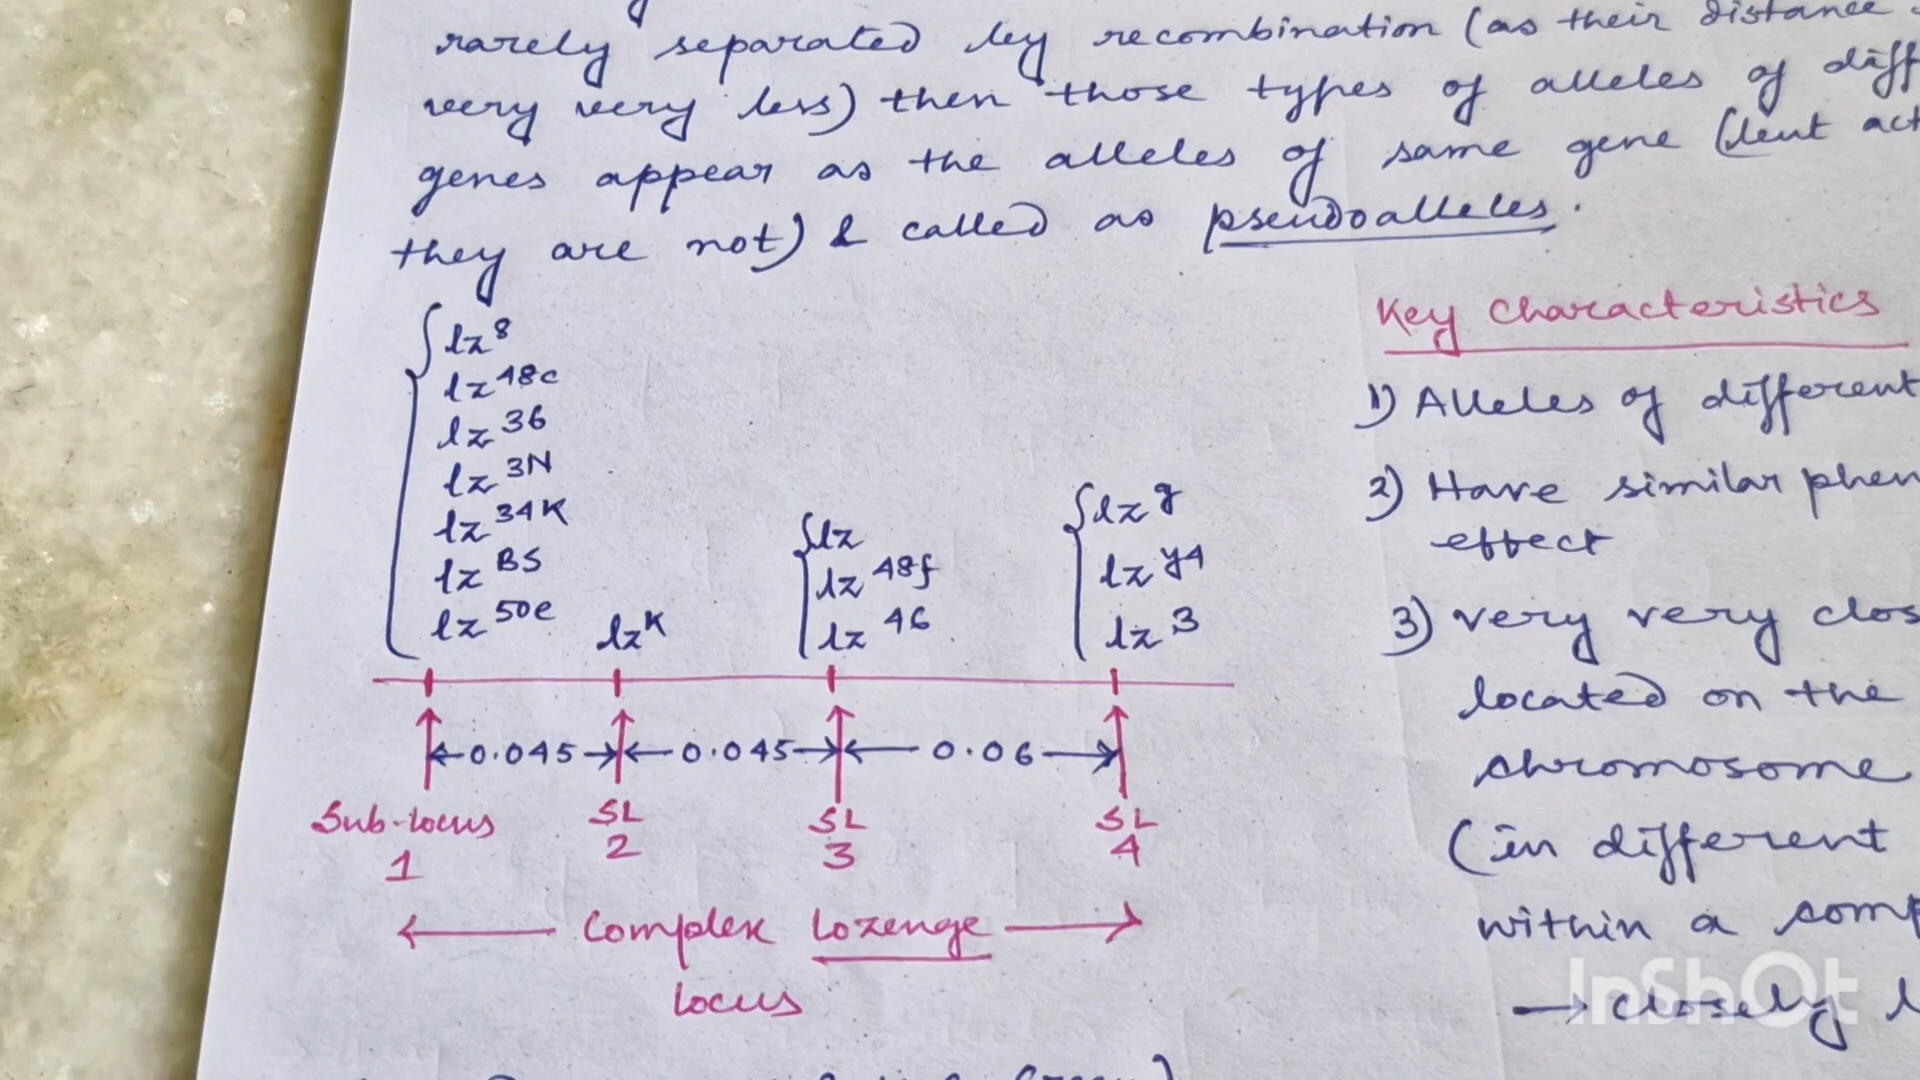 rarely separated by recombination (as their distance
very very less) then those types of alleles of diff
genes appear as the alleles of same gene (but act
they are not) & called as pseudoalleles.
lz 8
lz 48c
lz 36
lz 3N
lz 34K
lz BS
lz 50e
lz K
lz
lz 48f
lz 46
lz g
lz y4
lz 3
0.045 0.045 0.06
Sub-locus 1
SL 2
SL 3
SL 4
Complex Lozenge
locus
Key Characteristics
1) Alleles of different
2) Have similar phen
effect
3) very very clos
located on the
chromosome
(in different
within a comp
→ closely l
InShOt